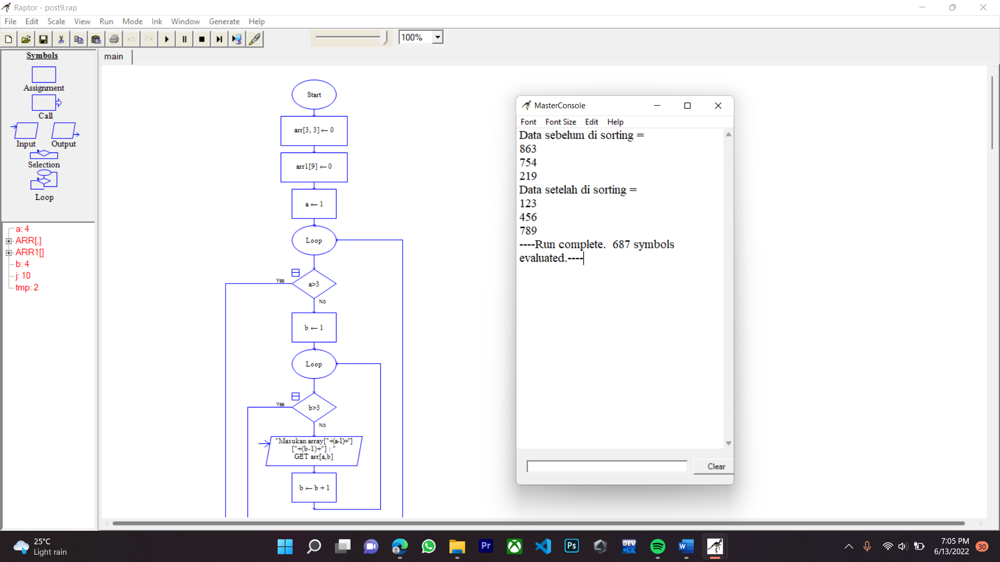 Raptor - post9.rap
File Edit Scale View Run Mode Ink Window Generate Help
100%
Symbols
Assignment
Call
Input Output
Selection
Loop
a: 4
ARR[,]
ARR1[]
b: 4
j: 10
tmp: 2
main
Start
arr[3, 3] ← 0
arr1[9] ← 0
a ← 1
Loop
Yes
a>3
No
b ← 1
Loop
Yes
b>3
No
"Masukan array["+(a-1)+"]
["+(b-1)+"] : "
GET arr[a,b]
b ← b + 1
MasterConsole
Font Font Size Edit Help
Data sebelum di sorting =
863
754
219
Data setelah di sorting =
123
456
789
----Run complete.  687 symbols
evaluated.----
Clear
25°C
Light rain
Pr
Ps
DEV
C++
W
7:05 PM
6/13/2022
30